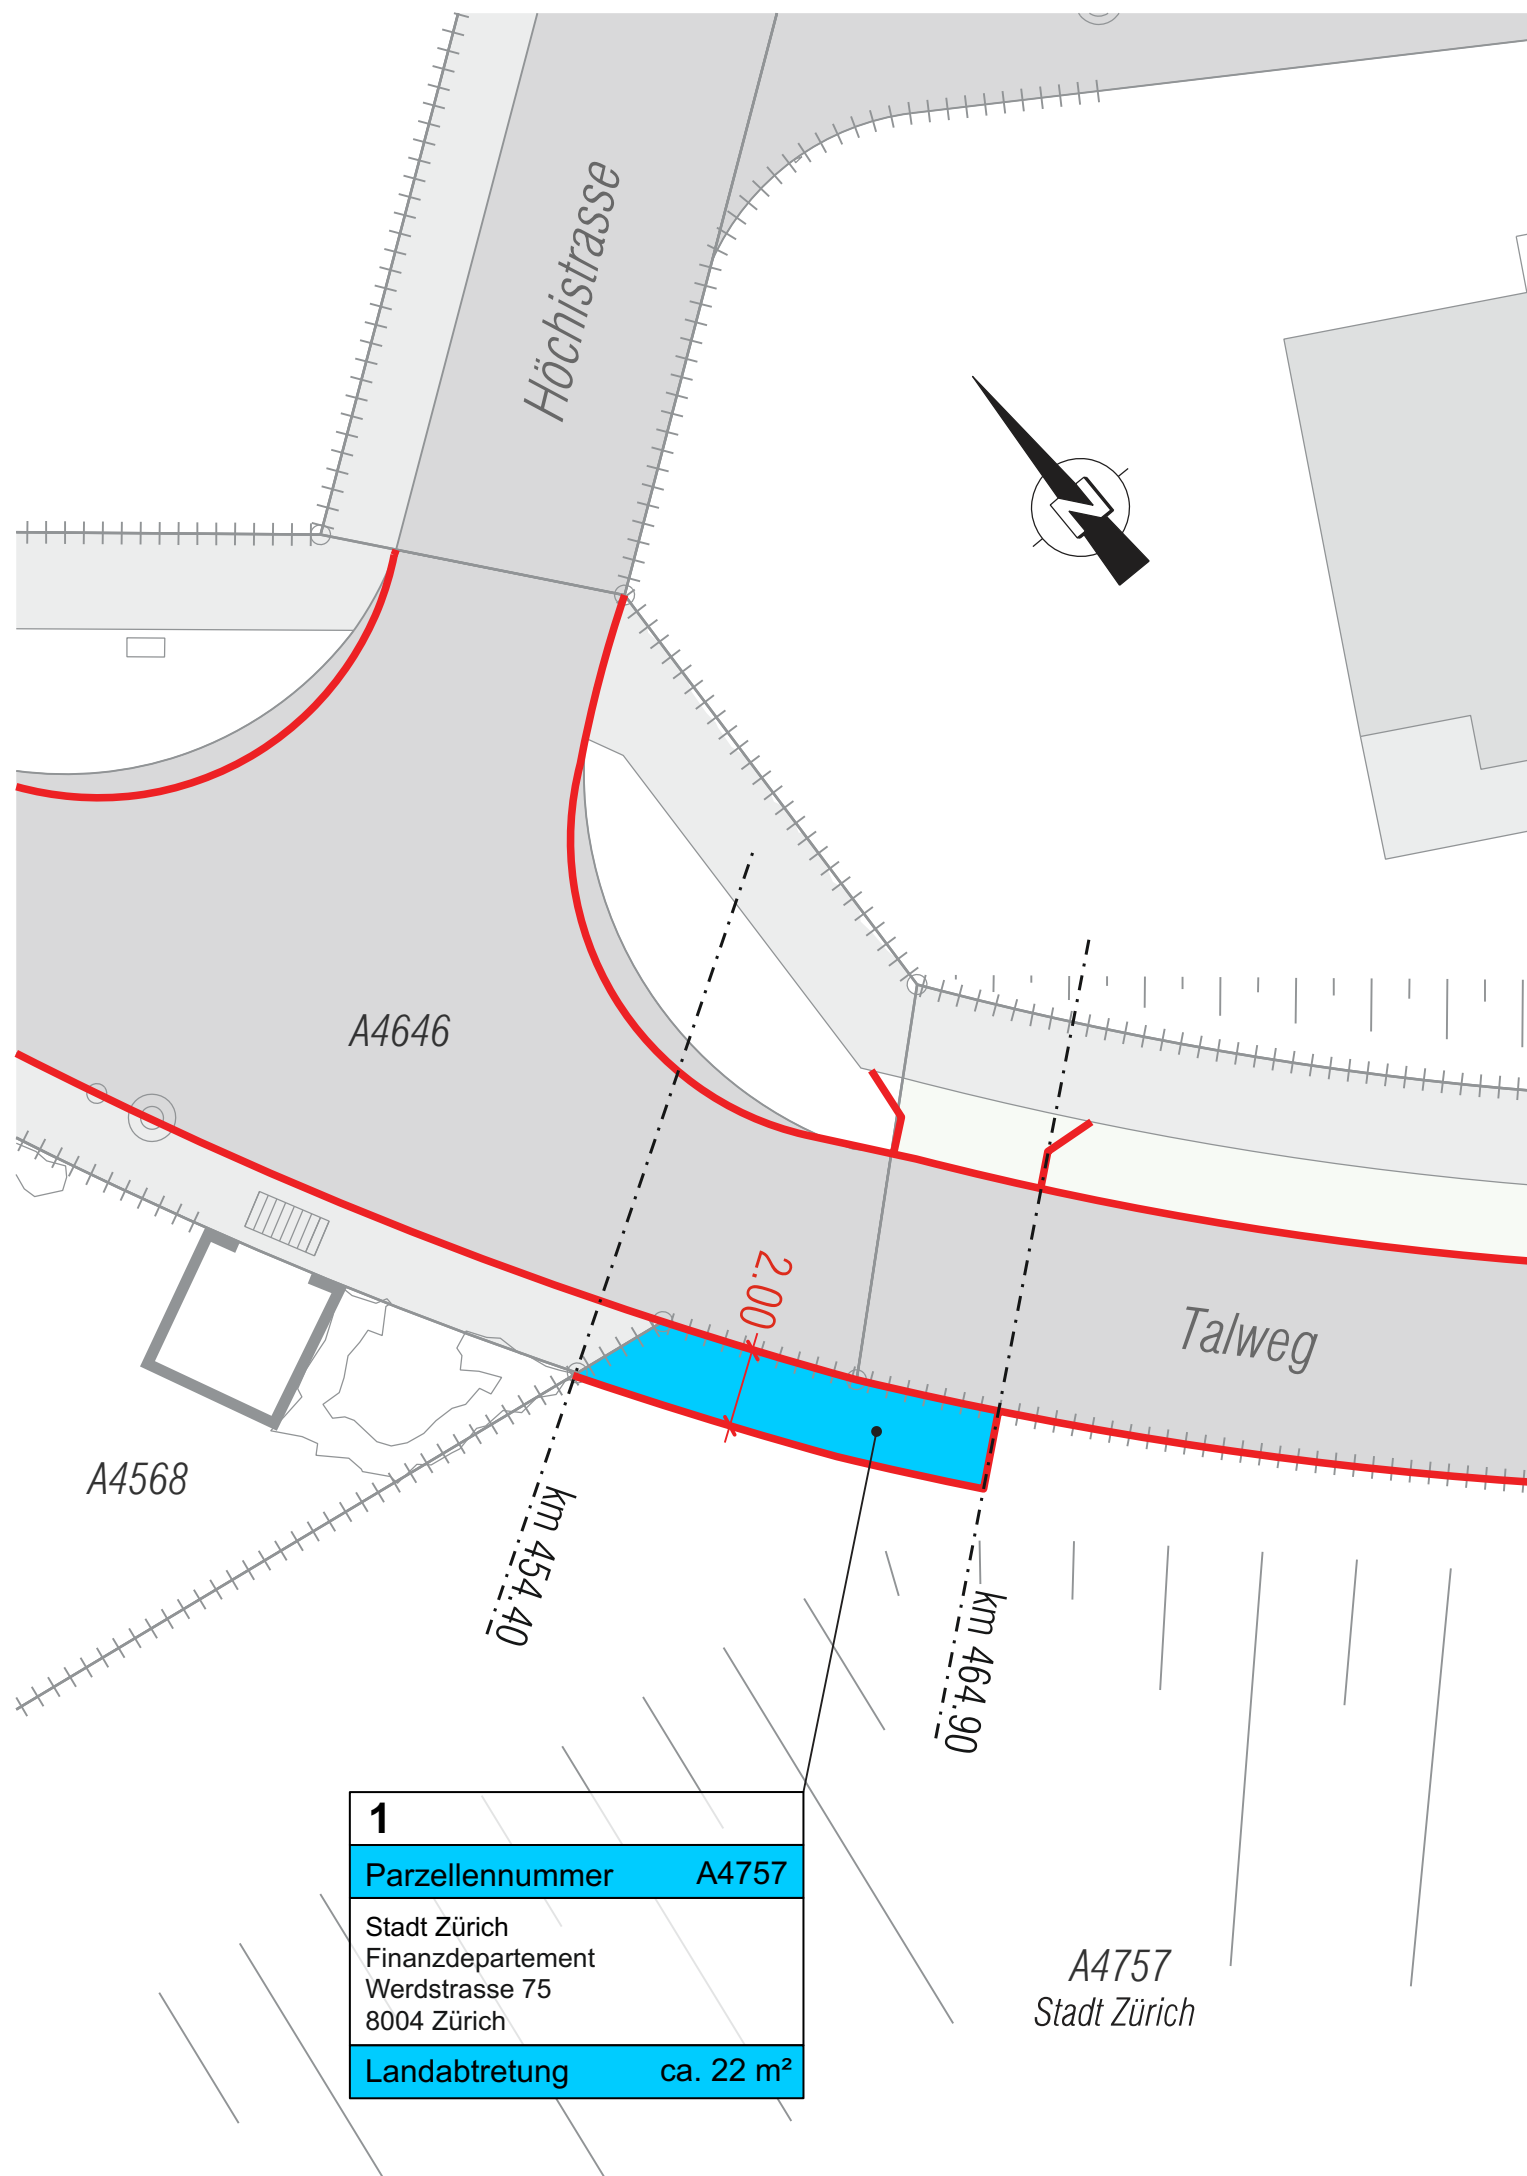 Höchistrasse
A4646
2.00
Talweg
A4568
km 454.40
km 464.90
1
Parzellennummer A4757
Stadt Zürich
Finanzdepartement
Werdstrasse 75
8004 Zürich
Landabtretung ca. 22 m²
A4757
Stadt Zürich